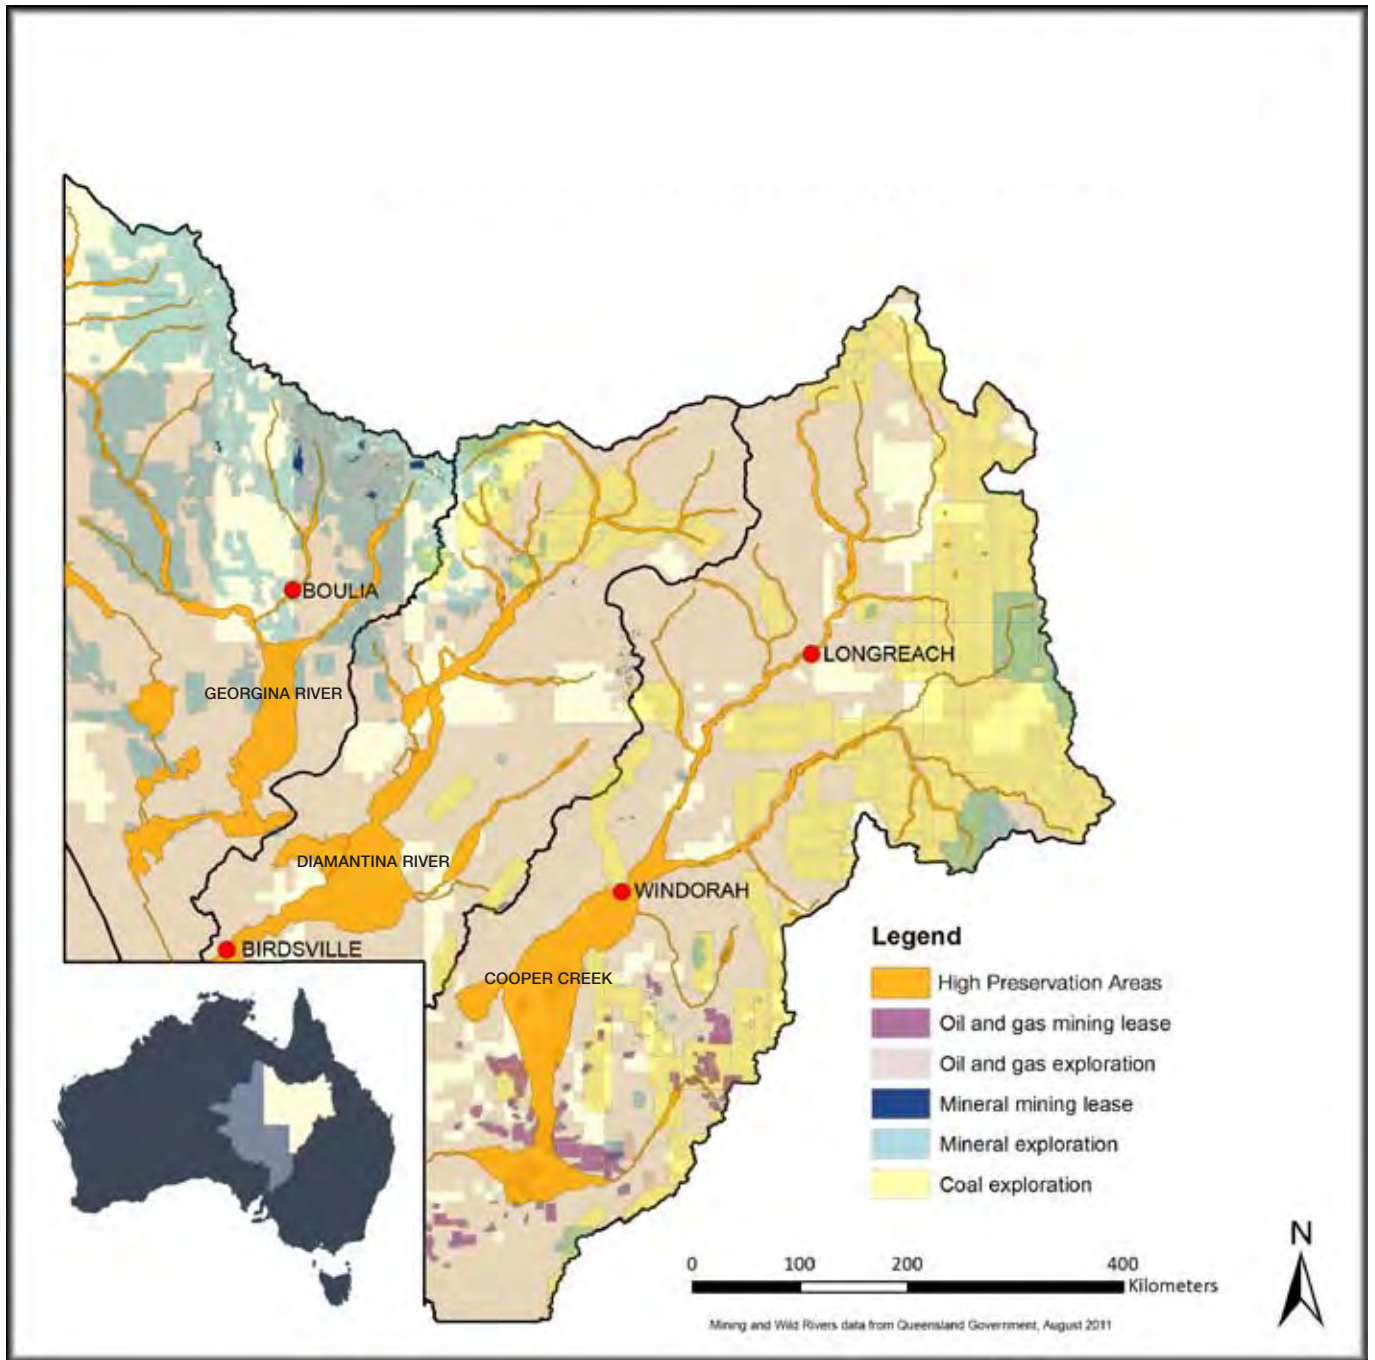 BOULIA
LONGREACH
GEORGINA RIVER
DIAMANTINA RIVER
WINDORAH
BIRDSVILLE
COOPER CREEK
Legend
High Preservation Areas
Oil and gas mining lease
Oil and gas exploration
Mineral mining lease
Mineral exploration
Coal exploration
N
0 100 200 400
Kilometers
Mining and Wild Rivers data from Queensland Government, August 2011